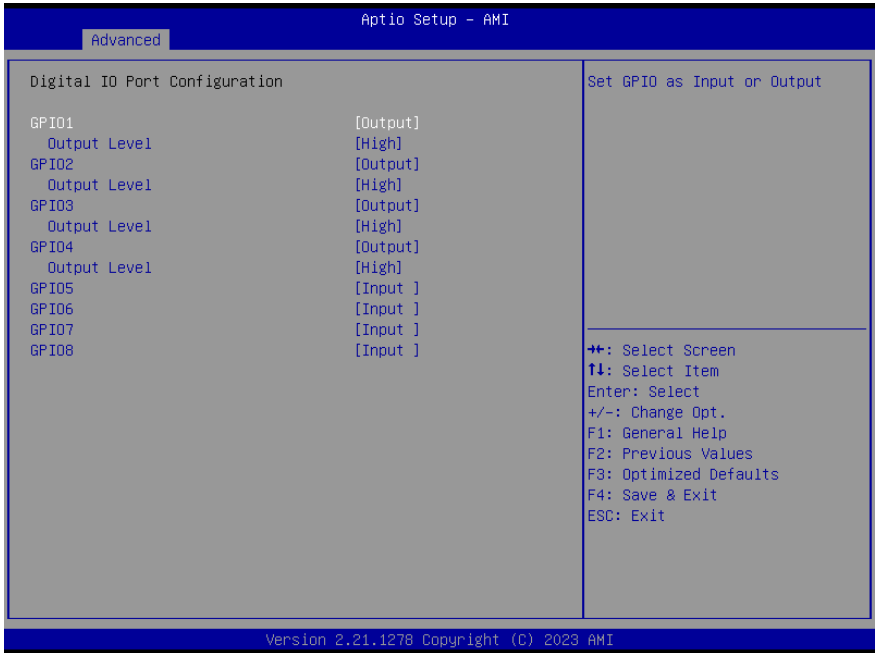 Aptio Setup - AMI
Advanced
Digital IO Port Configuration
GPIO1 [Output]
Output Level [High]
GPIO2 [Output]
Output Level [High]
GPIO3 [Output]
Output Level [High]
GPIO4 [Output]
Output Level [High]
GPIO5 [Input ]
GPIO6 [Input ]
GPIO7 [Input ]
GPIO8 [Input ]
Set GPIO as Input or Output
→←: Select Screen
↑↓: Select Item
Enter: Select
+/-: Change Opt.
F1: General Help
F2: Previous Values
F3: Optimized Defaults
F4: Save & Exit
ESC: Exit
Version 2.21.1278 Copyright (C) 2023 AMI